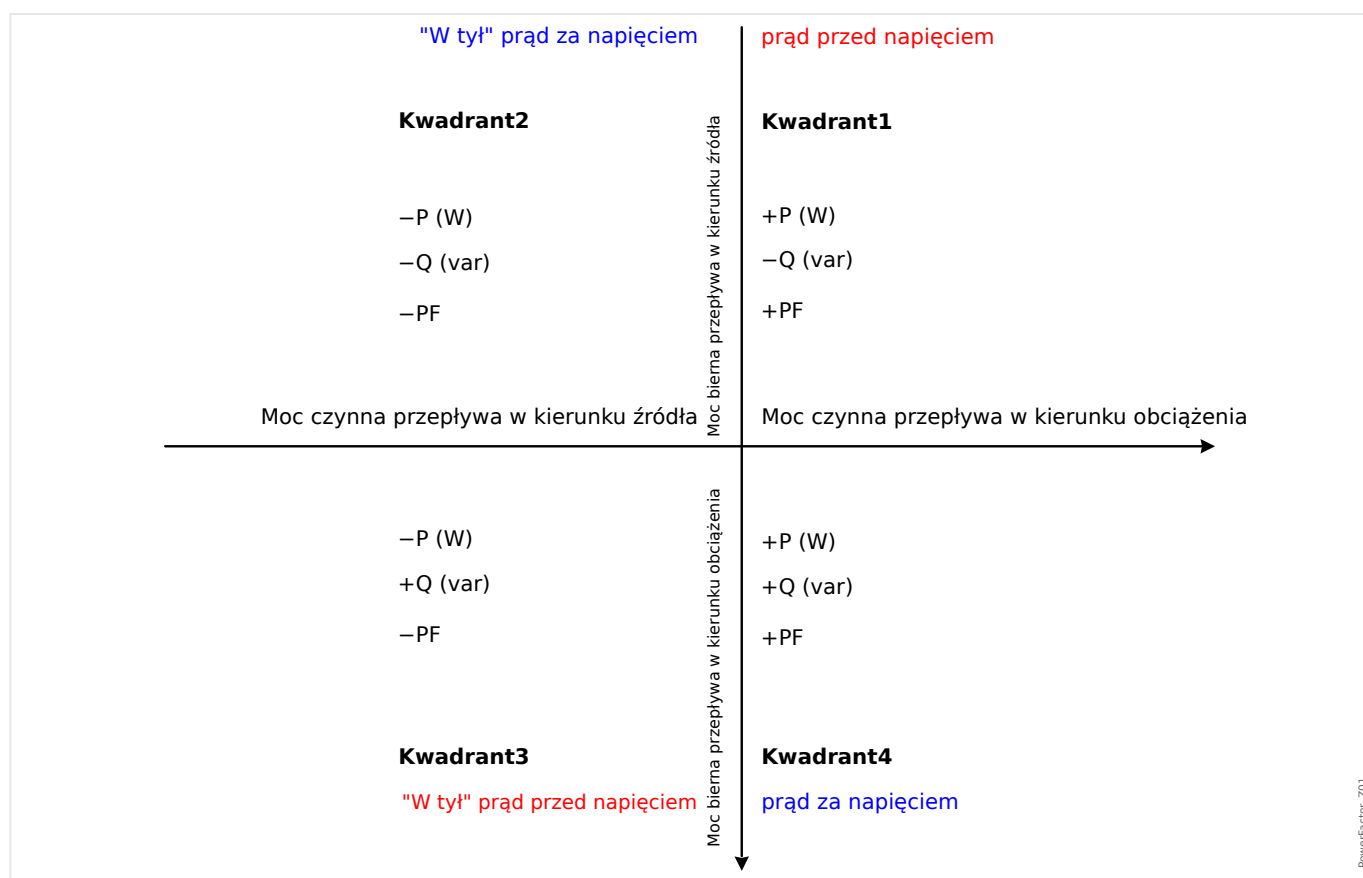 "W tył" prąd za napięciem
prąd przed napięciem
Kwadrant2
Kwadrant1
−P (W)
−Q (var)
−PF
+P (W)
−Q (var)
+PF
Moc bierna przepływa w kierunku źródła
Moc czynna przepływa w kierunku źródła
Moc czynna przepływa w kierunku obciążenia
−P (W)
+Q (var)
−PF
+P (W)
+Q (var)
+PF
Moc bierna przepływa w kierunku obciążenia
Kwadrant3
Kwadrant4
"W tył" prąd przed napięciem
prąd za napięciem
PowerFactor_Z01